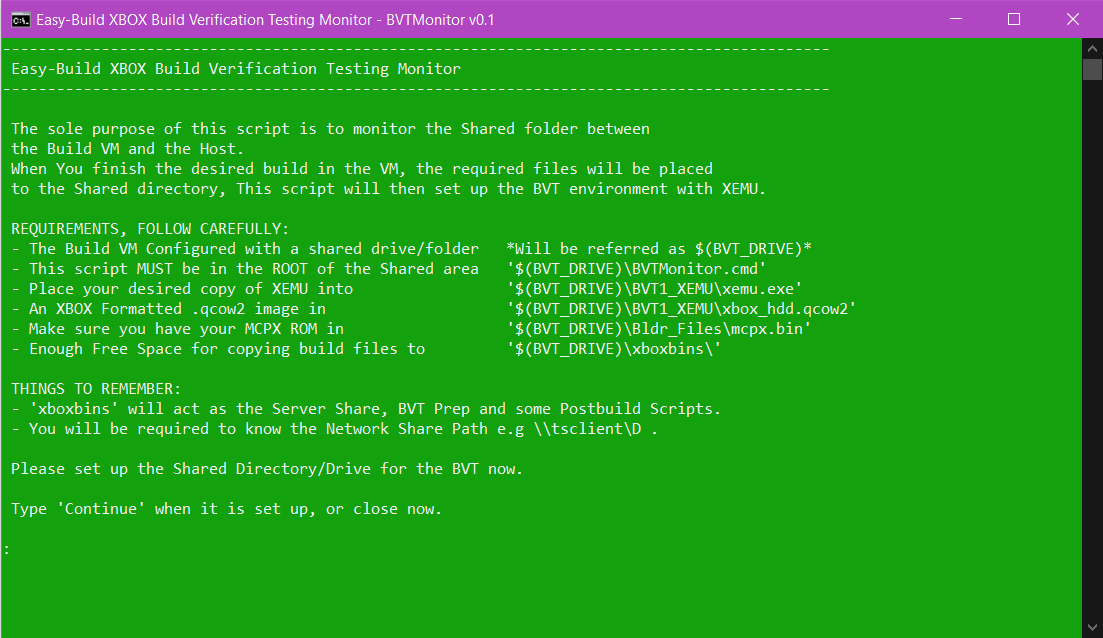 Easy-Build XBOX Build Verification Testing Monitor - BVTMonitor v0.1
--------------------------------------------------------------------------------------------
Easy-Build XBOX Build Verification Testing Monitor
--------------------------------------------------------------------------------------------
The sole purpose of this script is to monitor the Shared folder between
the Build VM and the Host.
When You finish the desired build in the VM, the required files will be placed
to the Shared directory, This script will then set up the BVT environment with XEMU.
REQUIREMENTS, FOLLOW CAREFULLY:
- The Build VM Configured with a shared drive/folder   *Will be referred as $(BVT_DRIVE)*
- This script MUST be in the ROOT of the Shared area   '$(BVT_DRIVE)\BVTMonitor.cmd'
- Place your desired copy of XEMU into                 '$(BVT_DRIVE)\BVT1_XEMU\xemu.exe'
- An XBOX Formatted .qcow2 image in                    '$(BVT_DRIVE)\BVT1_XEMU\xbox_hdd.qcow2'
- Make sure you have your MCPX ROM in                  '$(BVT_DRIVE)\Bldr_Files\mcpx.bin'
- Enough Free Space for copying build files to         '$(BVT_DRIVE)\xboxbins\'
THINGS TO REMEMBER:
- 'xboxbins' will act as the Server Share, BVT Prep and some Postbuild Scripts.
- You will be required to know the Network Share Path e.g \\tsclient\D .
Please set up the Shared Directory/Drive for the BVT now.
Type 'Continue' when it is set up, or close now.
: